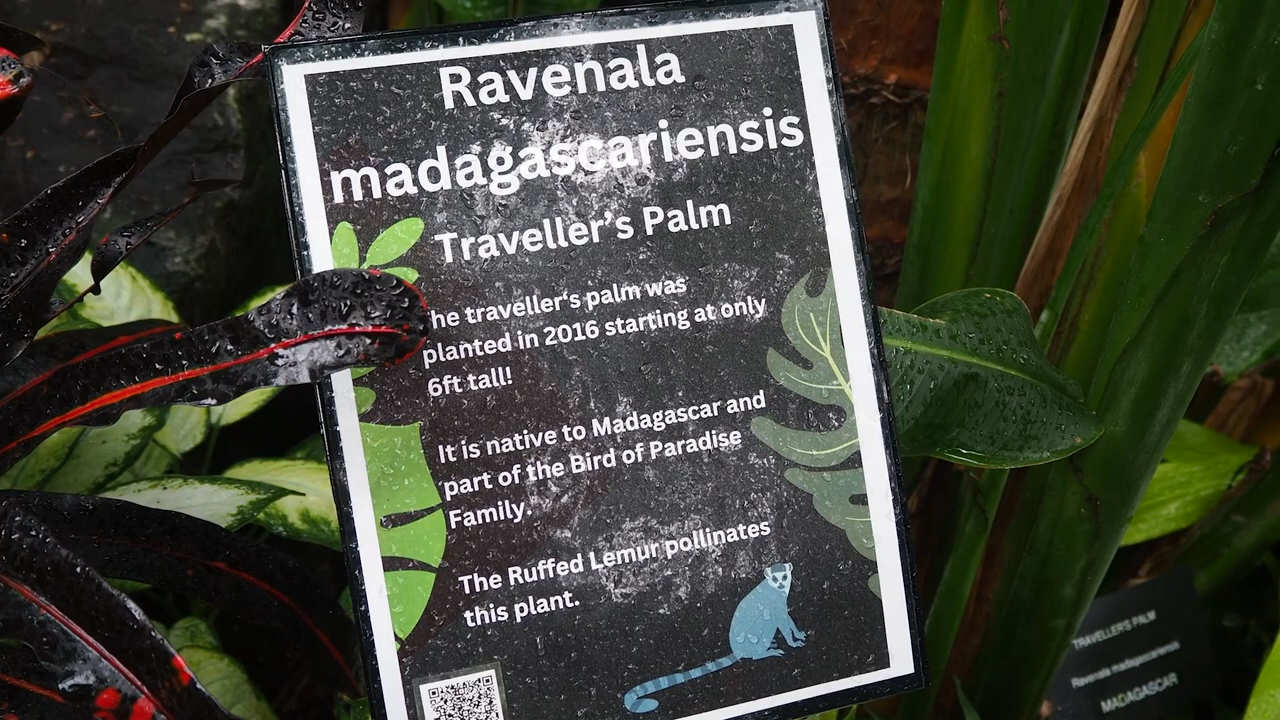 Ravenala
madagascariensis
Traveller's Palm
he traveller's palm was
planted in 2016 starting at only
6ft tall!
It is native to Madagascar and
part of the Bird of Paradise
Family.
The Ruffed Lemur pollinates
this plant.
TRAVELLER'S PALM
Ravenala madagascariensis
MADAGASCAR